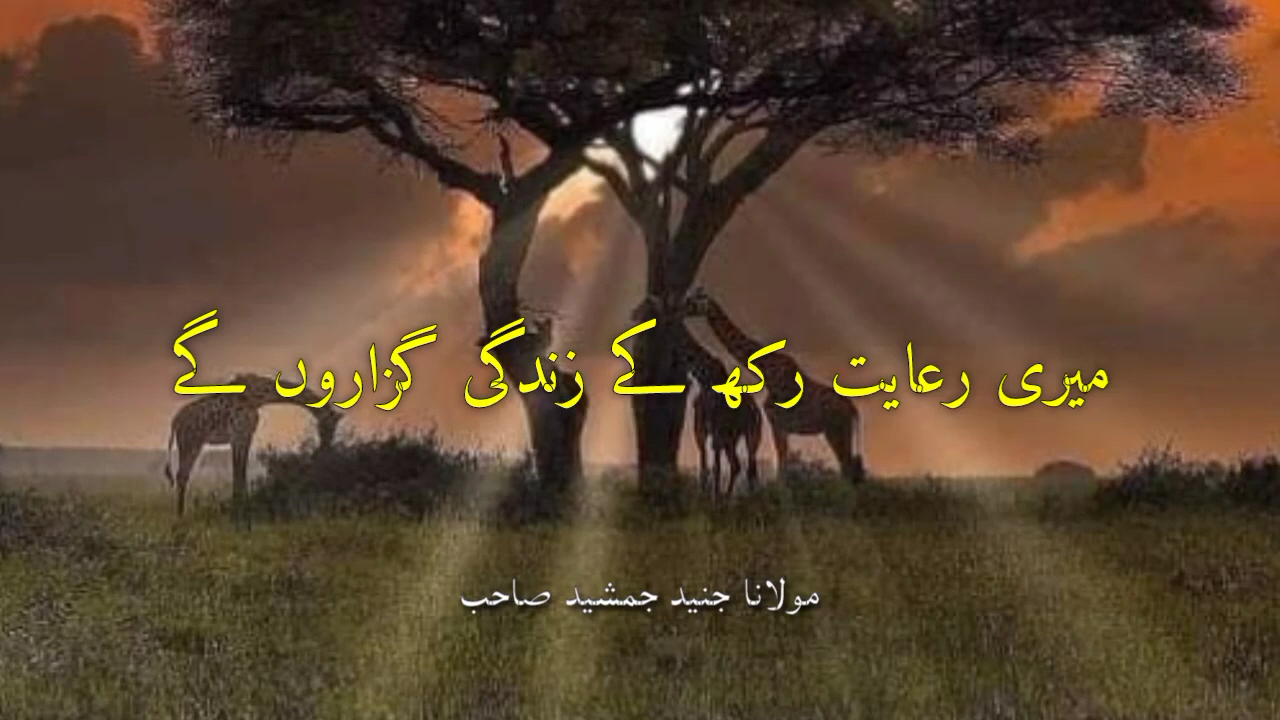 میری رعایت رکھ کے زندگی گزاروں گے
مولانا جنید جمشید صاحب